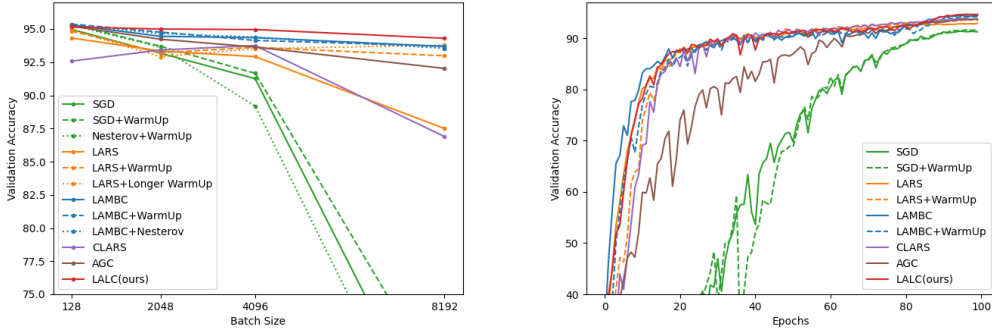 95.0
92.5
90.0
87.5
85.0
82.5
80.0
77.5
75.0
Validation Accuracy
SGD
SGD+WarmUp
Nesterov+WarmUp
LARS
LARS+WarmUp
LARS+Longer WarmUp
LAMBC
LAMBC+WarmUp
LAMBC+Nesterov
CLARS
AGC
LALC(ours)
128
2048
4096
8192
Batch Size
90
80
70
60
50
40
Validation Accuracy
SGD
SGD+WarmUp
LARS
LARS+WarmUp
LAMBC
LAMBC+WarmUp
CLARS
AGC
LALC(ours)
0
20
40
60
80
100
Epochs